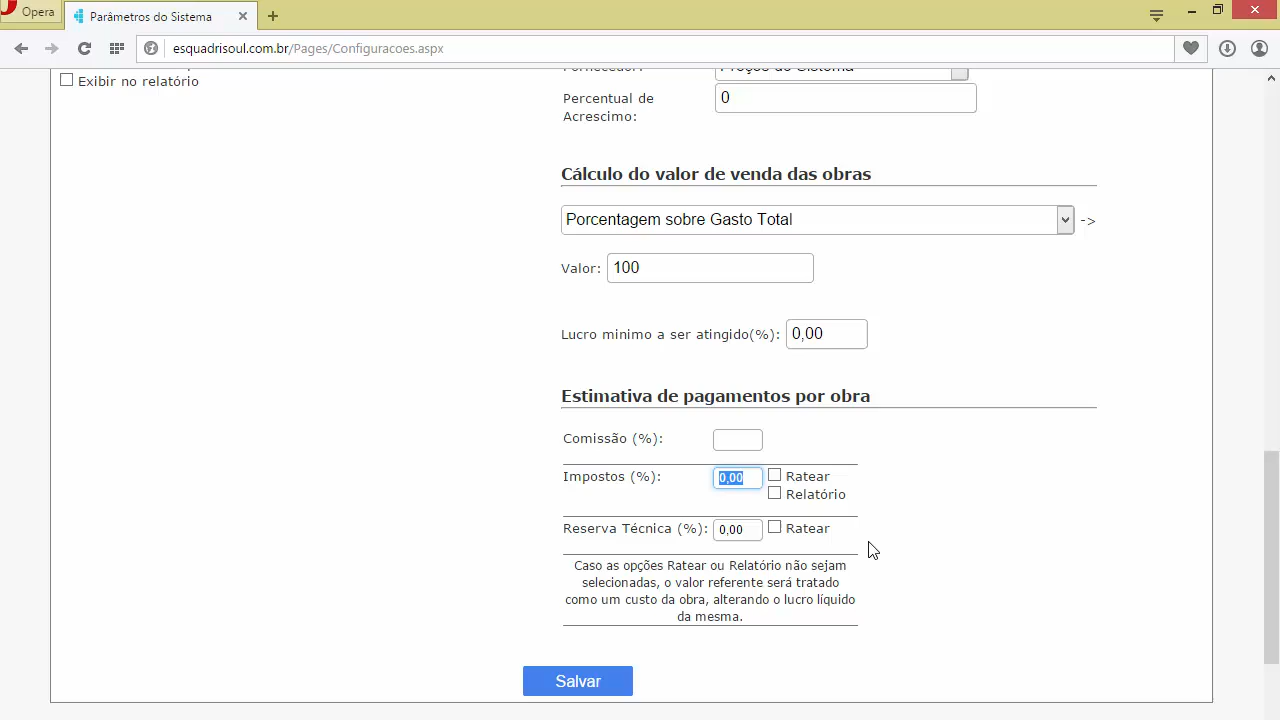 Opera
Parâmetros do Sistema
esquadrisoul.com.br/Pages/Configuracoes.aspx
Exibir no relatório
Fornecedor:
Preços do Sistema
Percentual de
Acrescimo:
0
Cálculo do valor de venda das obras
Porcentagem sobre Gasto Total
->
Valor: 100
Lucro minimo a ser atingido(%): 0,00
Estimativa de pagamentos por obra
Comissão (%):
Impostos (%): 0,00 Ratear
Relatório
Reserva Técnica (%): 0,00 Ratear
Caso as opções Ratear ou Relatório não sejam
selecionadas, o valor referente será tratado
como um custo da obra, alterando o lucro líquido
da mesma.
Salvar